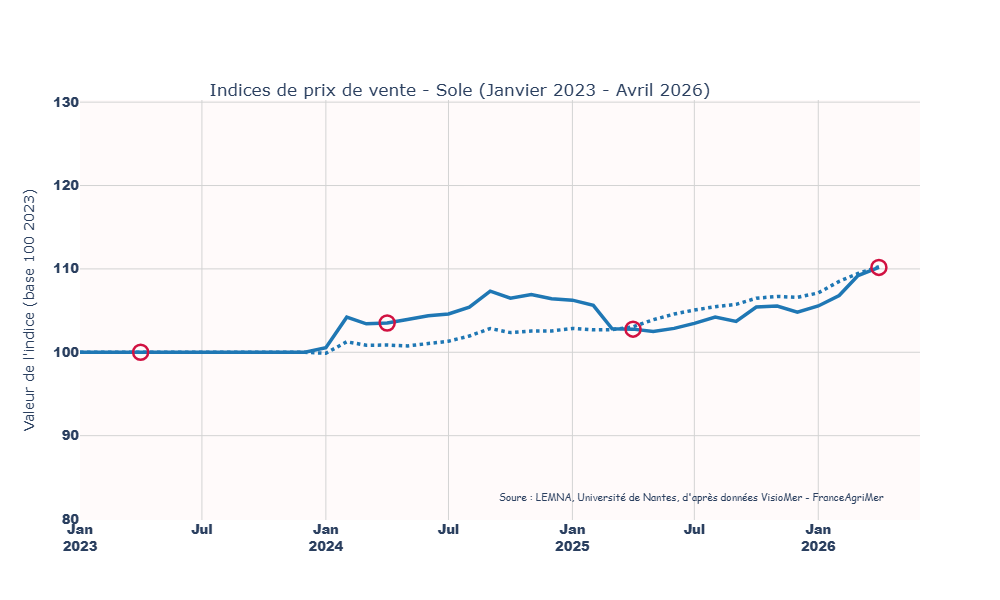 Indices de prix de vente - Sole (Janvier 2023 - Avril 2026)
Valeur de l'indice (base 100 2023)
130
120
110
100
90
80
Soure : LEMNA, Université de Nantes, d'après données VisioMer - FranceAgriMer
Jan
2023
Jul
Jan
2024
Jul
Jan
2025
Jul
Jan
2026